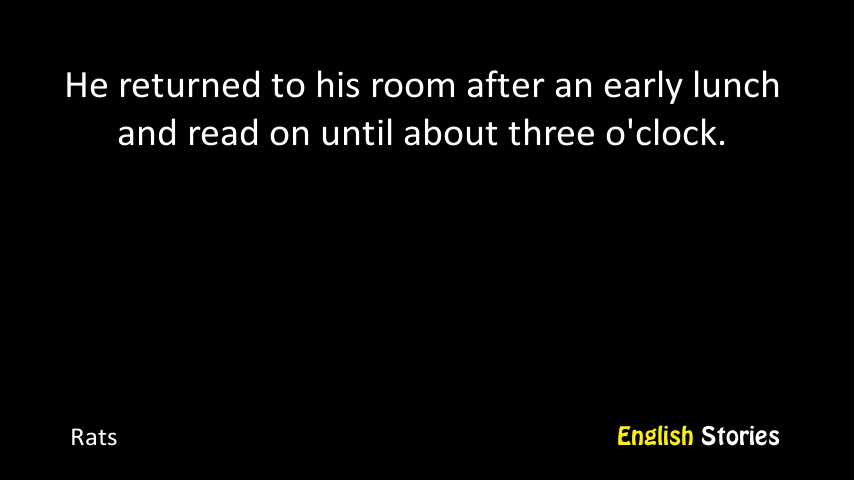 He returned to his room after an early lunch
and read on until about three o'clock.
Rats
English Stories